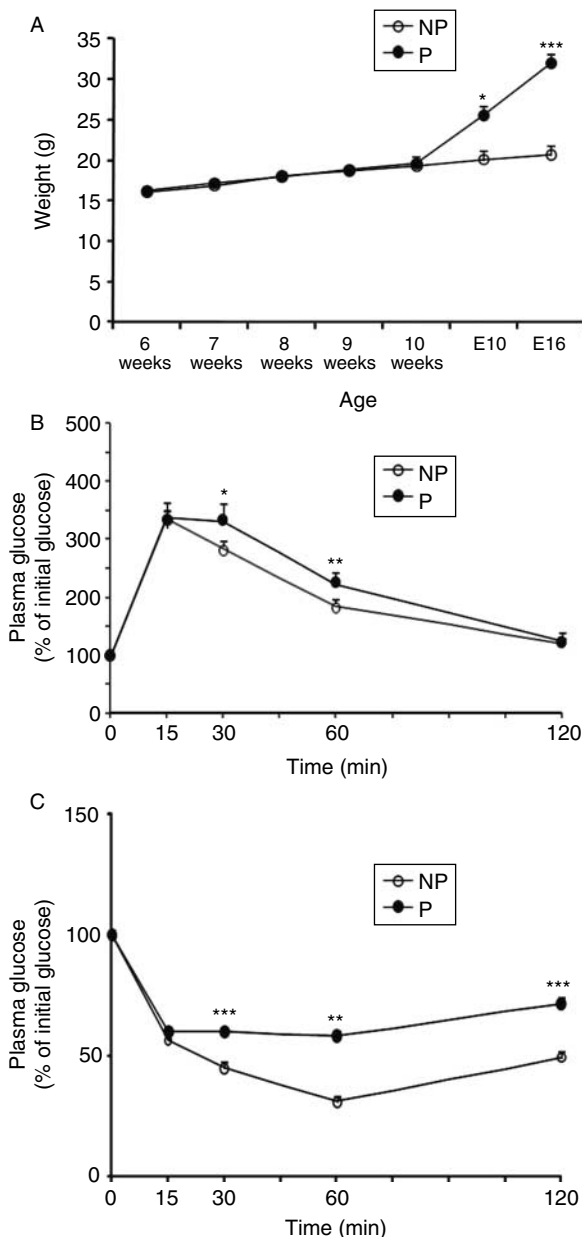 A
NP
P
35
30
25
20
15
10
5
0
Weight (g)
*
***
6 weeks
7 weeks
8 weeks
9 weeks
10 weeks
E10
E16
Age
B
NP
P
500
400
300
200
100
0
Plasma glucose
(% of initial glucose)
*
**
0 15 30 60 120
Time (min)
C
NP
P
150
100
50
0
Plasma glucose
(% of initial glucose)
***
**
***
0 15 30 60 120
Time (min)